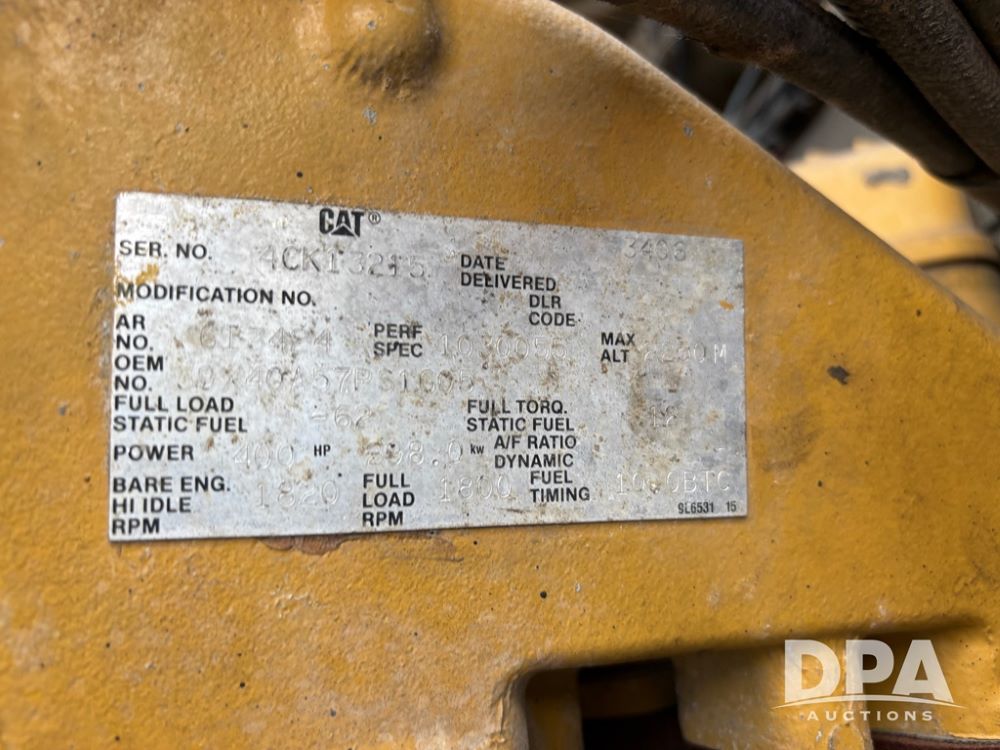 CAT®
SER. NO. 4CK13215 DATE DELIVERED 3406
MODIFICATION NO. DLR CODE
AR NO. PERF SPEC MAX ALT
OEM NO.
FULL LOAD STATIC FUEL -62 FULL TORQ. STATIC FUEL
POWER 400 HP kW A/F RATIO DYNAMIC
BARE ENG. HI IDLE RPM 1820 FULL LOAD RPM 1800 FUEL TIMING
9L6531 15
DPA
AUCTIONS